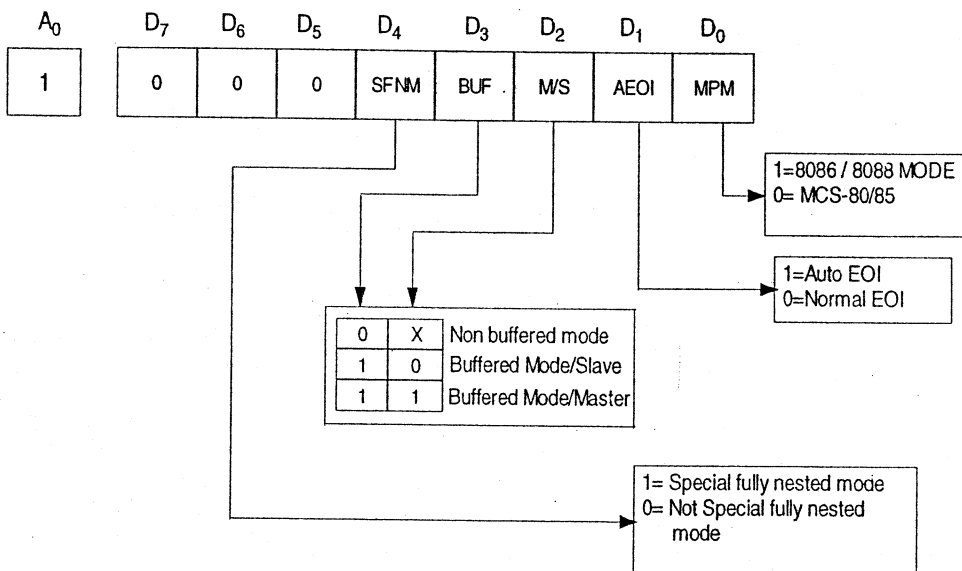 A0 D7 D6 D5 D4 D3 D2 D1 D0
1 0 0 0 SFNM BUF M/S AEOI MPM
1=8086 / 8088 MODE
0= MCS-80/85
1=Auto EOI
0=Normal EOI
0 X Non buffered mode
1 0 Buffered Mode/Slave
1 1 Buffered Mode/Master
1= Special fully nested mode
0= Not Special fully nested
mode